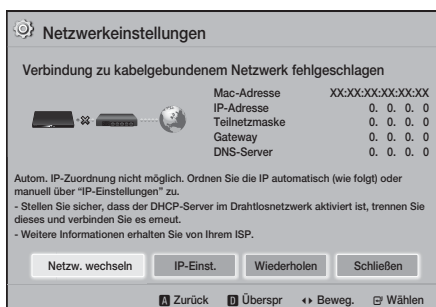 Netzwerkeinstellungen
Verbindung zu kabelgebundenem Netzwerk fehlgeschlagen
Mac-Adresse XX:XX:XX:XX:XX:XX
IP-Adresse 0. 0. 0. 0
Teilnetzmaske 0. 0. 0. 0
Gateway 0. 0. 0. 0
DNS-Server 0. 0. 0. 0
Autom. IP-Zuordnung nicht möglich. Ordnen Sie die IP automatisch (wie folgt) oder
manuell über "IP-Einstellungen" zu.
- Stellen Sie sicher, dass der DHCP-Server im Drahtlosnetzwerk aktiviert ist, trennen Sie
dieses und verbinden Sie es erneut.
- Weitere Informationen erhalten Sie von Ihrem ISP.
Netzw. wechseln IP-Einst. Wiederholen Schließen
A Zurück D Überspr Beweg. Wählen